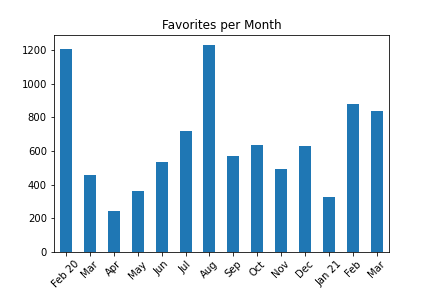 Favorites per Month
1200
1000
800
600
400
200
0
Feb 20
Mar
Apr
May
Jun
Jul
Aug
Sep
Oct
Nov
Dec
Jan 21
Feb
Mar